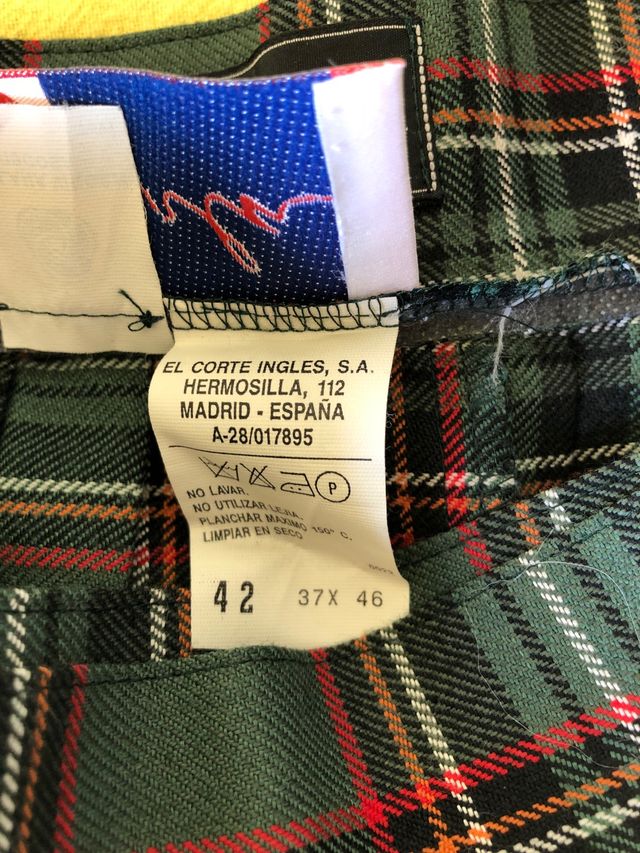 EL CORTE INGLES, S.A.
HERMOSILLA, 112
MADRID - ESPAÑA
A-28/017895
P
NO LAVAR.
NO UTILIZAR LEJIA.
PLANCHAR MAXIMO 150° C.
LIMPIAR EN SECO
42 37X 46